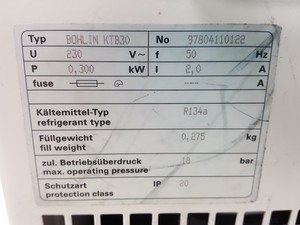 Typ BOHLIN KTB30 No 97804110122
U 230 V~ f 50 Hz
P 0,300 kW I 2,0 A
fuse --- A
Kältemittel-Typ
refrigerant type R134a
Füllgewicht
fill weight 0,275 kg
zul. Betriebsüberdruck
max. operating pressure 18 bar
Schutzart
protection class IP 20